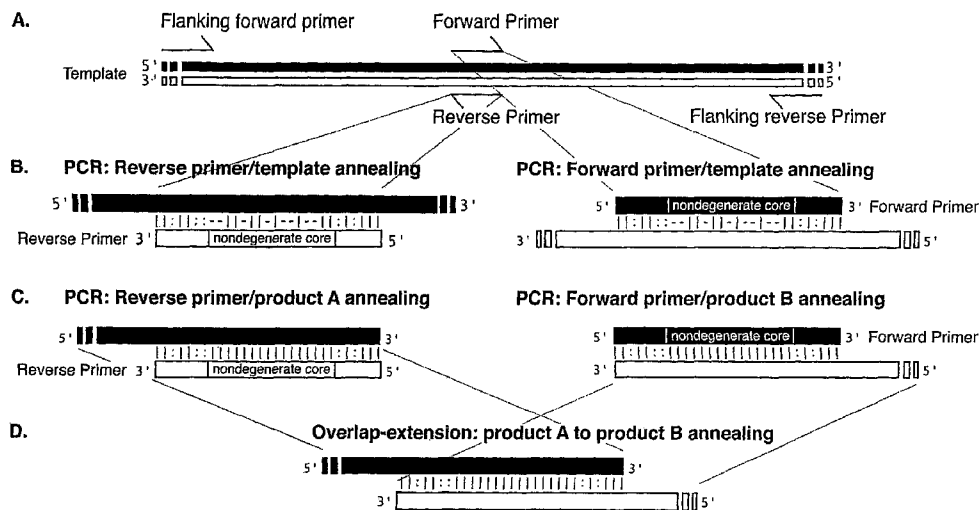 A.
Flanking forward primer
Forward Primer
5' 3'
Template
3' 5'
Reverse Primer
Flanking reverse Primer
B. PCR: Reverse primer/template annealing
PCR: Forward primer/template annealing
5' 3'
Reverse Primer 3' nondegenerate core 5'
5' nondegenerate core 3' Forward Primer
3' 5'
C. PCR: Reverse primer/product A annealing
PCR: Forward primer/product B annealing
5' 3'
Reverse Primer 3' nondegenerate core 5'
5' nondegenerate core 3' Forward Primer
3' 5'
D. Overlap-extension: product A to product B annealing
5' 3'
3' 5'